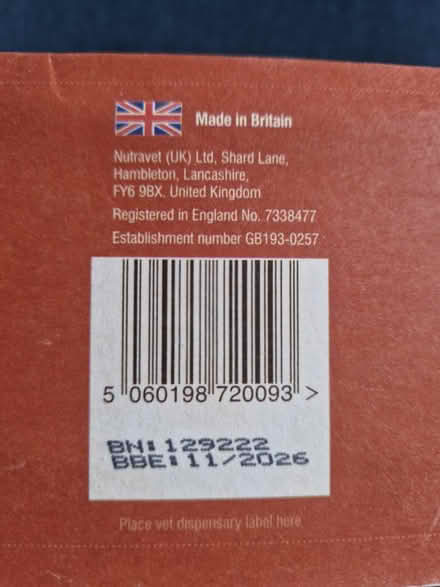 Made in Britain
Nutravet (UK) Ltd, Shard Lane,
Hambleton, Lancashire,
FY6 9BX. United Kingdom
Registered in England No. 7338477
Establishment number GB193-0257
5 060198 720093 >
BN:129222
BBE:11/2026
Place vet dispensary label here